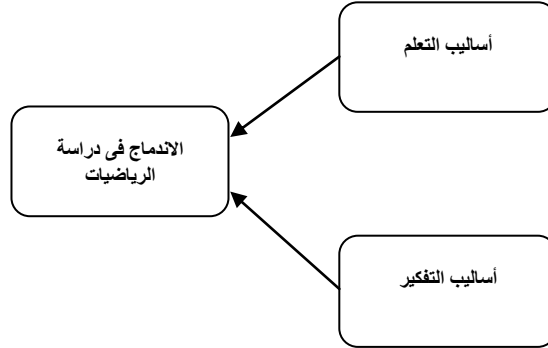 أساليب التعلم
الاندماج فى دراسة
الرياضيات
أساليب التفكير